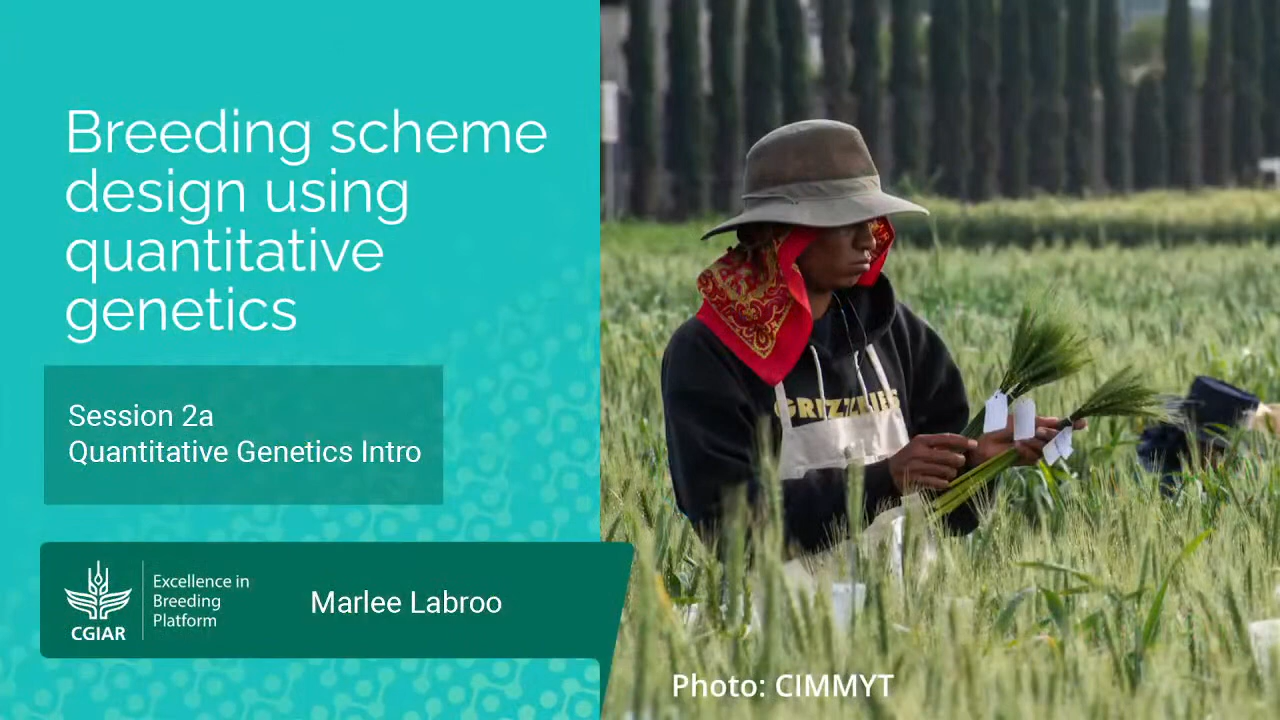 Breeding scheme
design using
quantitative
genetics
Session 2a
Quantitative Genetics Intro
CGIAR
Excellence in
Breeding
Platform
Marlee Labroo
GRIZZLIES
Photo: CIMMYT